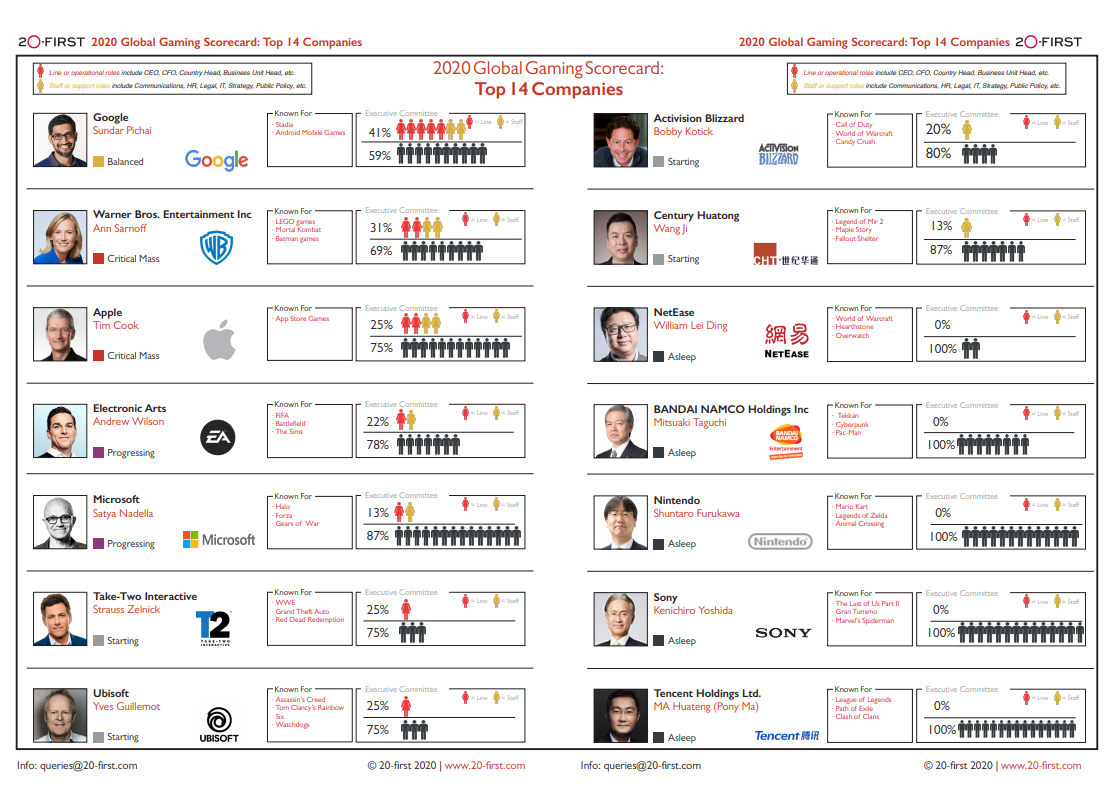 20-FIRST 2020 Global Gaming Scorecard: Top 14 Companies
2020 Global Gaming Scorecard: Top 14 Companies 20-FIRST
Line or operational roles include CEO, CFO, Country Head, Business Unit Head, etc.
Staff or support roles include Communications, HR, Legal, IT, Strategy, Public Policy, etc.
2020 Global Gaming Scorecard:
Top 14 Companies
Line or operational roles include CEO, CFO, Country Head, Business Unit Head, etc.
Staff or support roles include Communications, HR, Legal, IT, Strategy, Public Policy, etc.
Google
Sundar Pichai
Balanced
Google
Known For
· Stadia
· Android Mobile Games
Executive Committee
= Line = Staff
41%
59%
Warner Bros. Entertainment Inc
Ann Sarnoff
Critical Mass
WB
Known For
· LEGO games
· Mortal Kombat
· Batman games
Executive Committee
= Line = Staff
31%
69%
Apple
Tim Cook
Critical Mass
Known For
· App Store Games
Executive Committee
= Line = Staff
25%
75%
Electronic Arts
Andrew Wilson
Progressing
EA
Known For
· FIFA
· Battlefield
· The Sims
Executive Committee
= Line = Staff
22%
78%
Microsoft
Satya Nadella
Progressing
Microsoft
Known For
· Halo
· Forza
· Gears of War
Executive Committee
= Line = Staff
13%
87%
Take-Two Interactive
Strauss Zelnick
Starting
T2
TAKE-TWO
INTERACTIVE
Known For
· WWE
· Grand Theft Auto
· Red Dead Redemption
Executive Committee
= Line = Staff
25%
75%
Ubisoft
Yves Guillemot
Starting
UBISOFT
Known For
· Assassin's Creed
· Tom Clancy's Rainbow
Six
· Watchdogs
Executive Committee
= Line = Staff
25%
75%
Activision Blizzard
Bobby Kotick
Starting
ACTIVISION
BLIZZARD
Known For
· Call of Duty
· World of Warcraft
· Candy Crush
Executive Committee
= Line = Staff
20%
80%
Century Huatong
Wang Ji
Starting
CHT 世纪华通
Known For
· Legend of Mir 2
· Maple Story
· Fallout Shelter
Executive Committee
= Line = Staff
13%
87%
NetEase
William Lei Ding
Asleep
網易
NETEASE
Known For
· World of Warcraft
· Hearthstone
· Overwatch
Executive Committee
= Line = Staff
0%
100%
BANDAI NAMCO Holdings Inc
Mitsuaki Taguchi
Asleep
BANDAI
NAMCO
Entertainment
Known For
· Tekkan
· Cyberpunk
· Pac-Man
Executive Committee
= Line = Staff
0%
100%
Nintendo
Shuntaro Furukawa
Asleep
Nintendo
Known For
· Mario Kart
· Legends of Zelda
· Animal Crossing
Executive Committee
= Line = Staff
0%
100%
Sony
Kenichiro Yoshida
Asleep
SONY
Known For
· The Last of Us Part II
· Gran Turismo
· Marvel's Spiderman
Executive Committee
= Line = Staff
0%
100%
Tencent Holdings Ltd.
MA Huateng (Pony Ma)
Asleep
Tencent 腾讯
Known For
· League of Legends
· Path of Exile
· Clash of Clans
Executive Committee
= Line = Staff
0%
100%
Info: queries@20-first.com
© 20-first 2020 | www.20-first.com
Info: queries@20-first.com
© 20-first 2020 | www.20-first.com